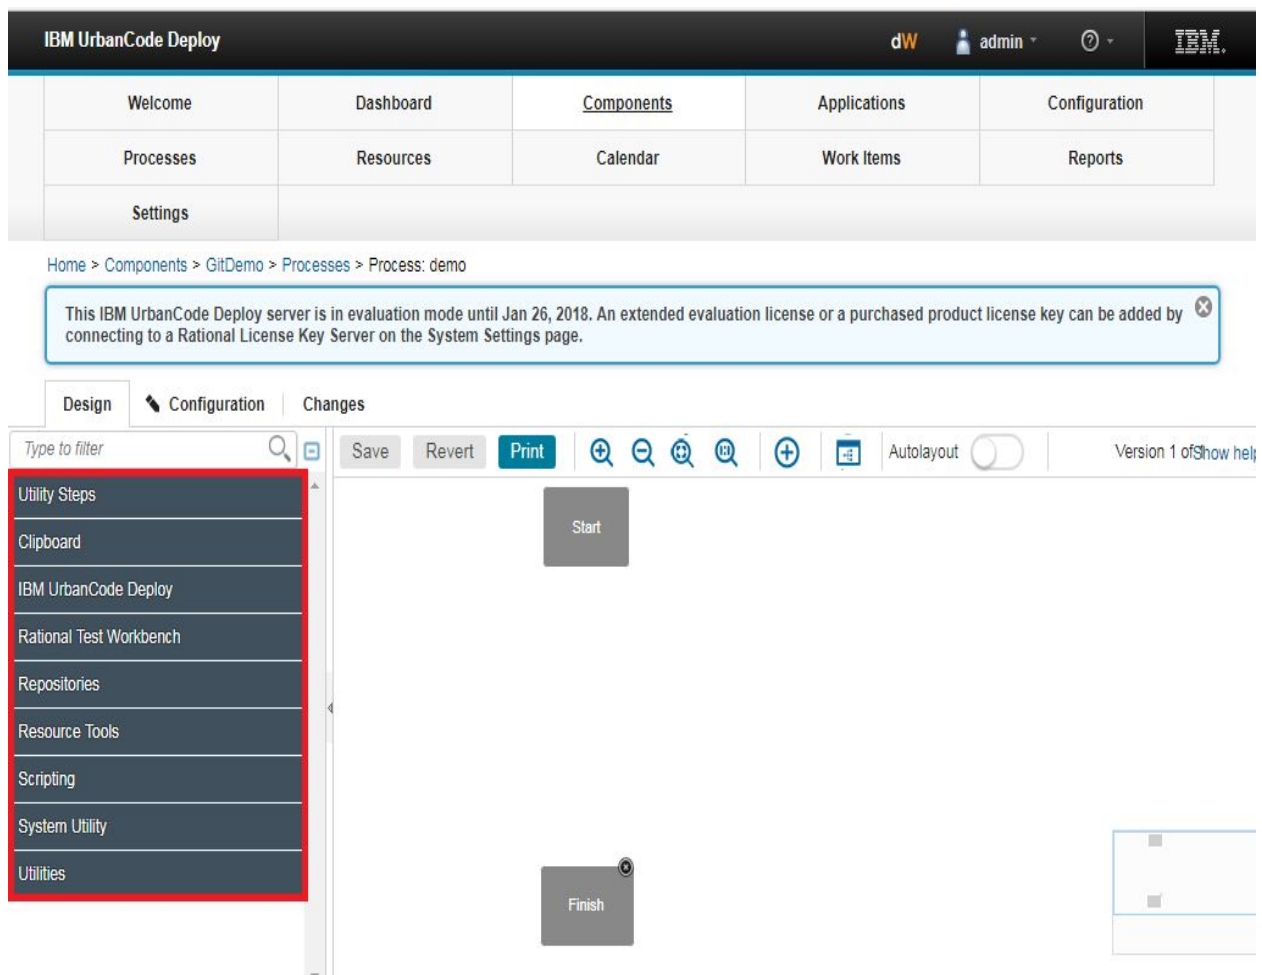 IBM UrbanCode Deploy dW admin IBM.
Welcome Dashboard Components Applications Configuration
Processes Resources Calendar Work Items Reports
Settings
Home > Components > GitDemo > Processes > Process: demo
This IBM UrbanCode Deploy server is in evaluation mode until Jan 26, 2018. An extended evaluation license or a purchased product license key can be added by
connecting to a Rational License Key Server on the System Settings page.
Design Configuration Changes
Type to filter Save Revert Print Autolayout Version 1 of Show help
Utility Steps
Start
Clipboard
IBM UrbanCode Deploy
Rational Test Workbench
Repositories
Resource Tools
Scripting
System Utility
Utilities
Finish